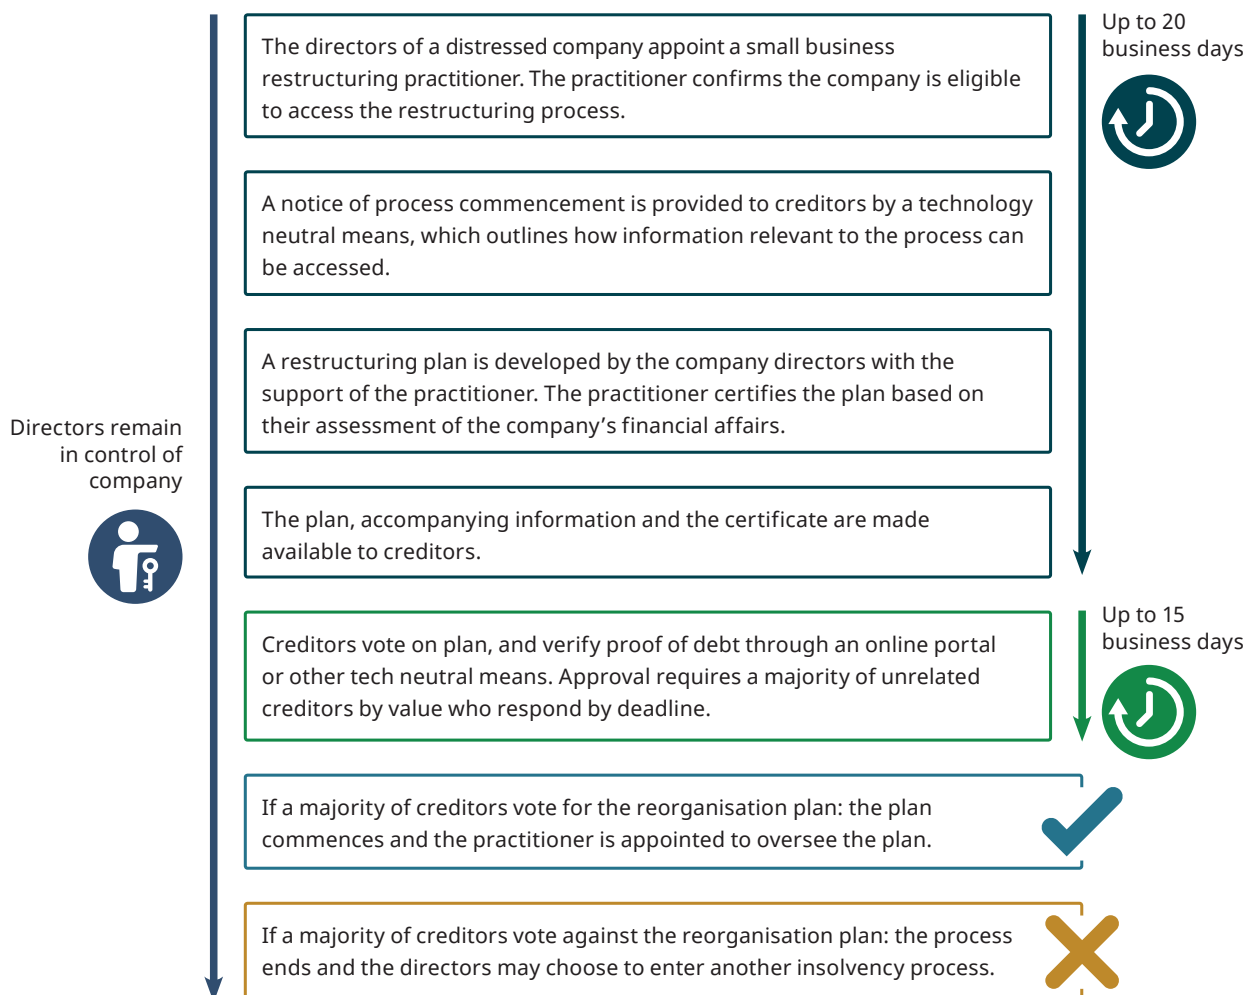 Up to 20
business days
The directors of a distressed company appoint a small business
restructuring practitioner. The practitioner confirms the company is eligible
to access the restructuring process.
A notice of process commencement is provided to creditors by a technology
neutral means, which outlines how information relevant to the process can
be accessed.
A restructuring plan is developed by the company directors with the
support of the practitioner. The practitioner certifies the plan based on
their assessment of the company’s financial affairs.
Directors remain
in control of
company
The plan, accompanying information and the certificate are made
available to creditors.
Up to 15
business days
Creditors vote on plan, and verify proof of debt through an online portal
or other tech neutral means. Approval requires a majority of unrelated
creditors by value who respond by deadline.
If a majority of creditors vote for the reorganisation plan: the plan
commences and the practitioner is appointed to oversee the plan.
If a majority of creditors vote against the reorganisation plan: the process
ends and the directors may choose to enter another insolvency process.